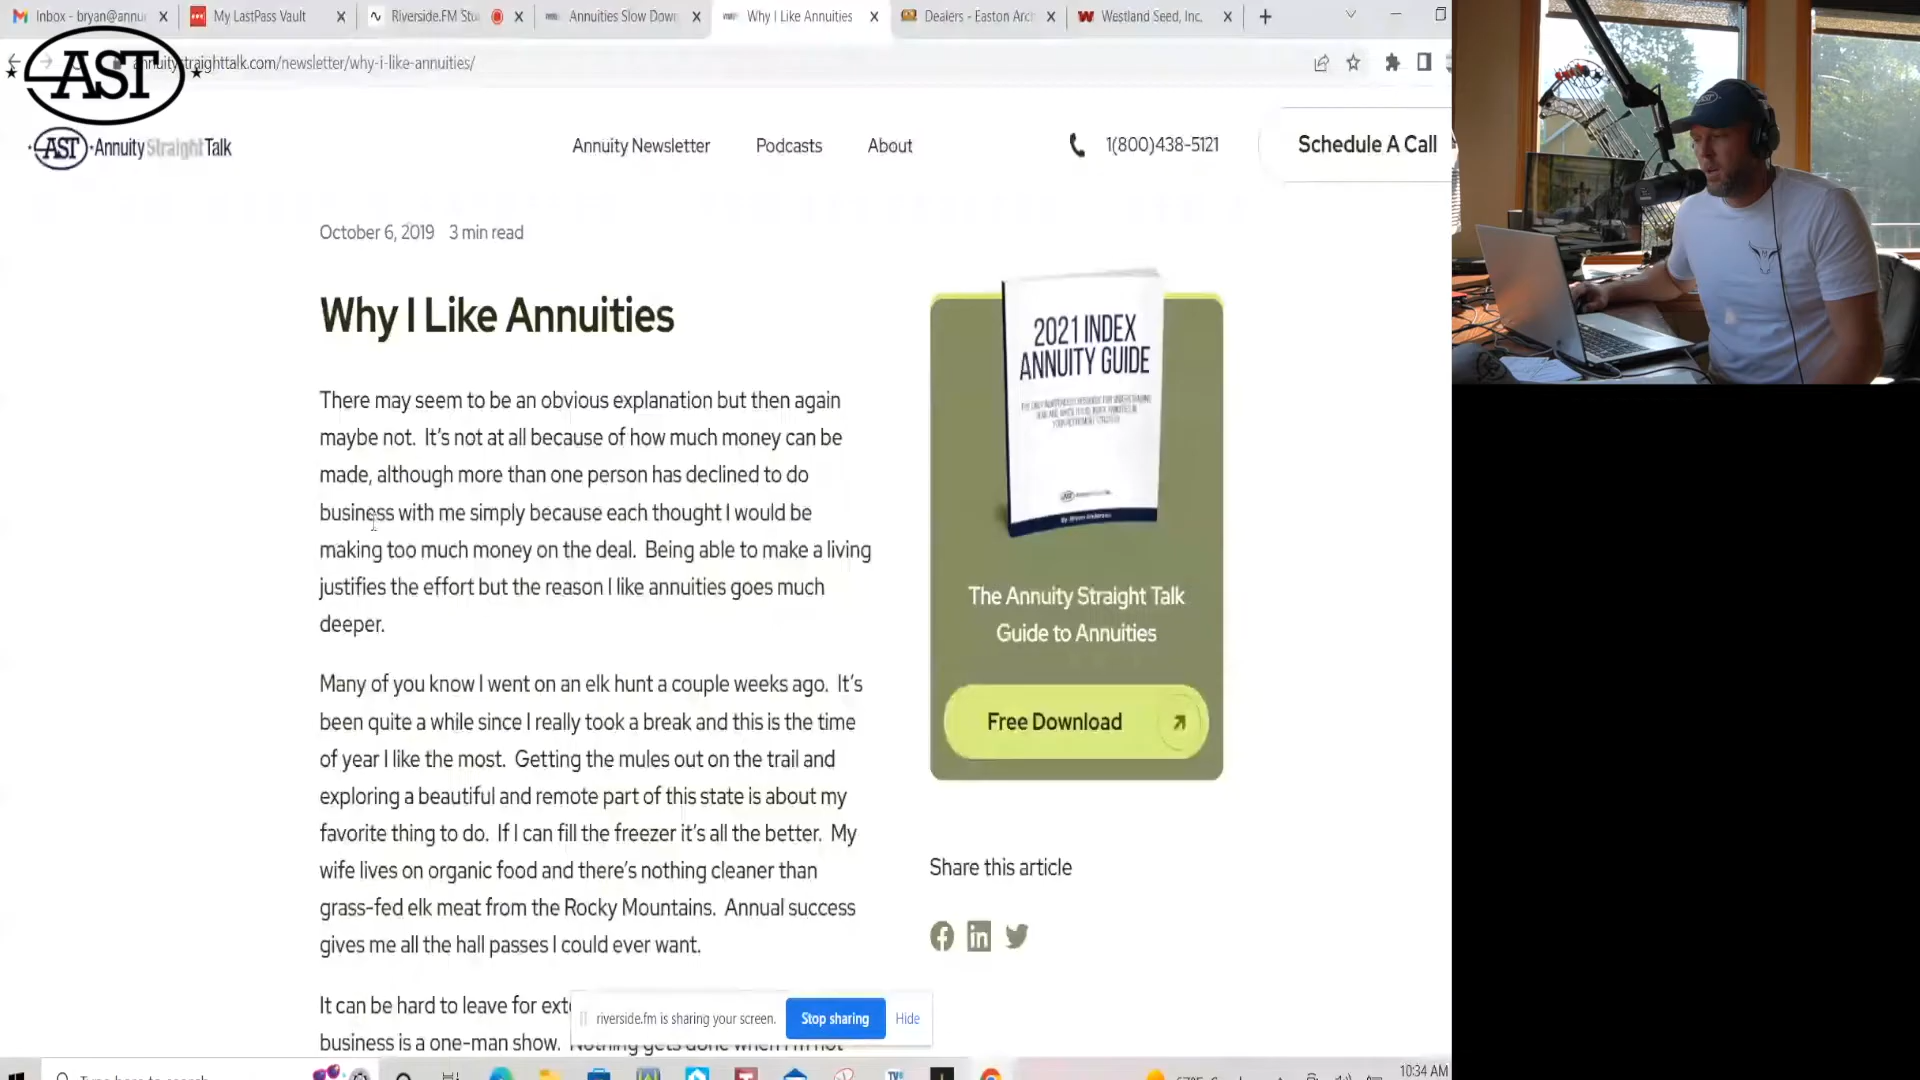 Inbox - bryan@annu
My LastPass Vault
Riverside.FM Stu
Annuities Slow Down
Why I Like Annuities
Dealers - Easton Arc
Westland Seed, Inc.
AST
annuitystraighttalk.com/newsletter/why-i-like-annuities/
AST Annuity Straight Talk
Annuity Newsletter
Podcasts
About
1(800)438-5121
Schedule A Call
October 6, 2019 3 min read
Why I Like Annuities
There may seem to be an obvious explanation but then again
maybe not. It's not at all because of how much money can be
made, although more than one person has declined to do
business with me simply because each thought I would be
making too much money on the deal. Being able to make a living
justifies the effort but the reason I like annuities goes much
deeper.
Many of you know I went on an elk hunt a couple weeks ago. It's
been quite a while since I really took a break and this is the time
of year I like the most. Getting the mules out on the trail and
exploring a beautiful and remote part of this state is about my
favorite thing to do. If I can fill the freezer it's all the better. My
wife lives on organic food and there's nothing cleaner than
grass-fed elk meat from the Rocky Mountains. Annual success
gives me all the hall passes I could ever want.
It can be hard to leave for ext
business is a one-man show. Nothing gets done when I'm not
2021 INDEX
ANNUITY GUIDE
AST
The Annuity Straight Talk
Guide to Annuities
Free Download
Share this article
riverside.fm is sharing your screen.
Stop sharing
Hide
Type here to search
57°F
10:34 AM